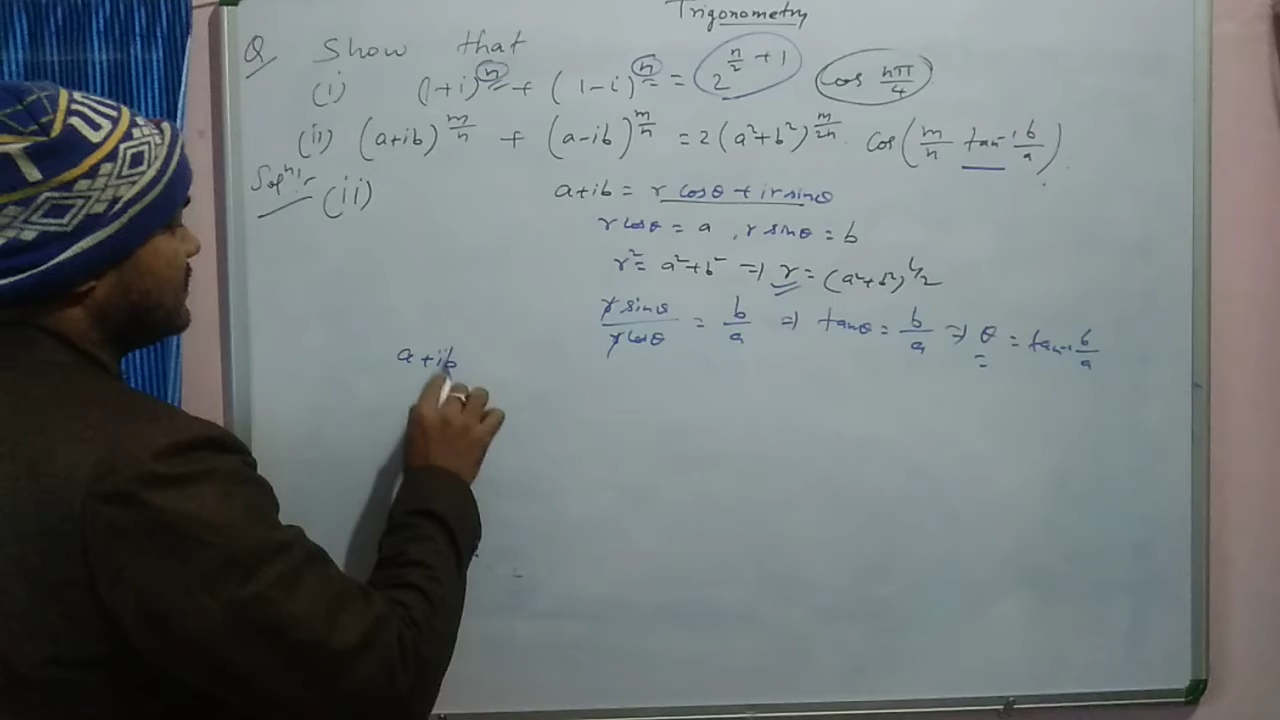 Trigonometry
Q Show that
(i) (1+i)^n + (1-i)^n = 2^{n/2 + 1} cos nπ/4
(ii) (a+ib)^{m/n} + (a-ib)^{m/n} = 2(a²+b²)^{m/2n} . cos(m/n tan⁻¹ b/a).
Solⁿ:- (ii) a+ib = r cosθ + ir sinθ
r cosθ = a , r sinθ = b
r² = a²+b² => r = (a²+b²)^{1/2}
r sinθ / r cosθ = b/a => tanθ = b/a => θ = tan⁻¹ b/a
a+ib